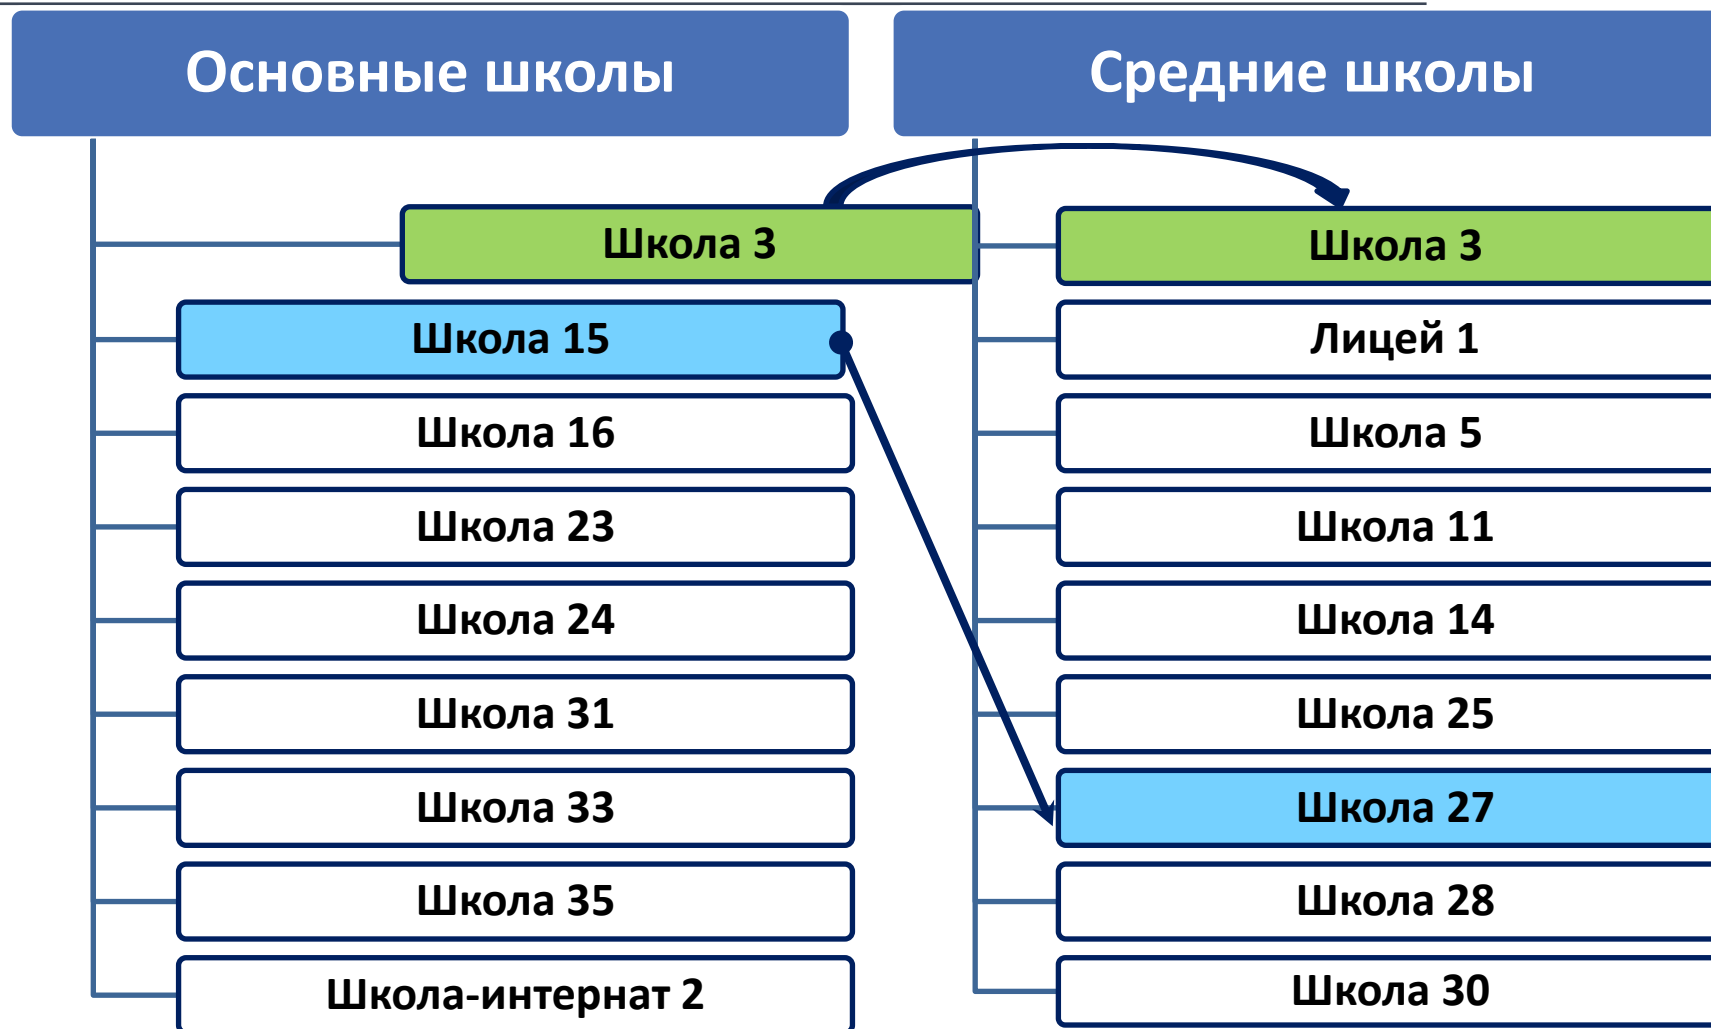 Основные школы
Школа 3
Школа 15
Школа 16
Школа 23
Школа 24
Школа 31
Школа 33
Школа 35
Школа-интернат 2
Средние школы
Школа 3
Лицей 1
Школа 5
Школа 11
Школа 14
Школа 25
Школа 27
Школа 28
Школа 30